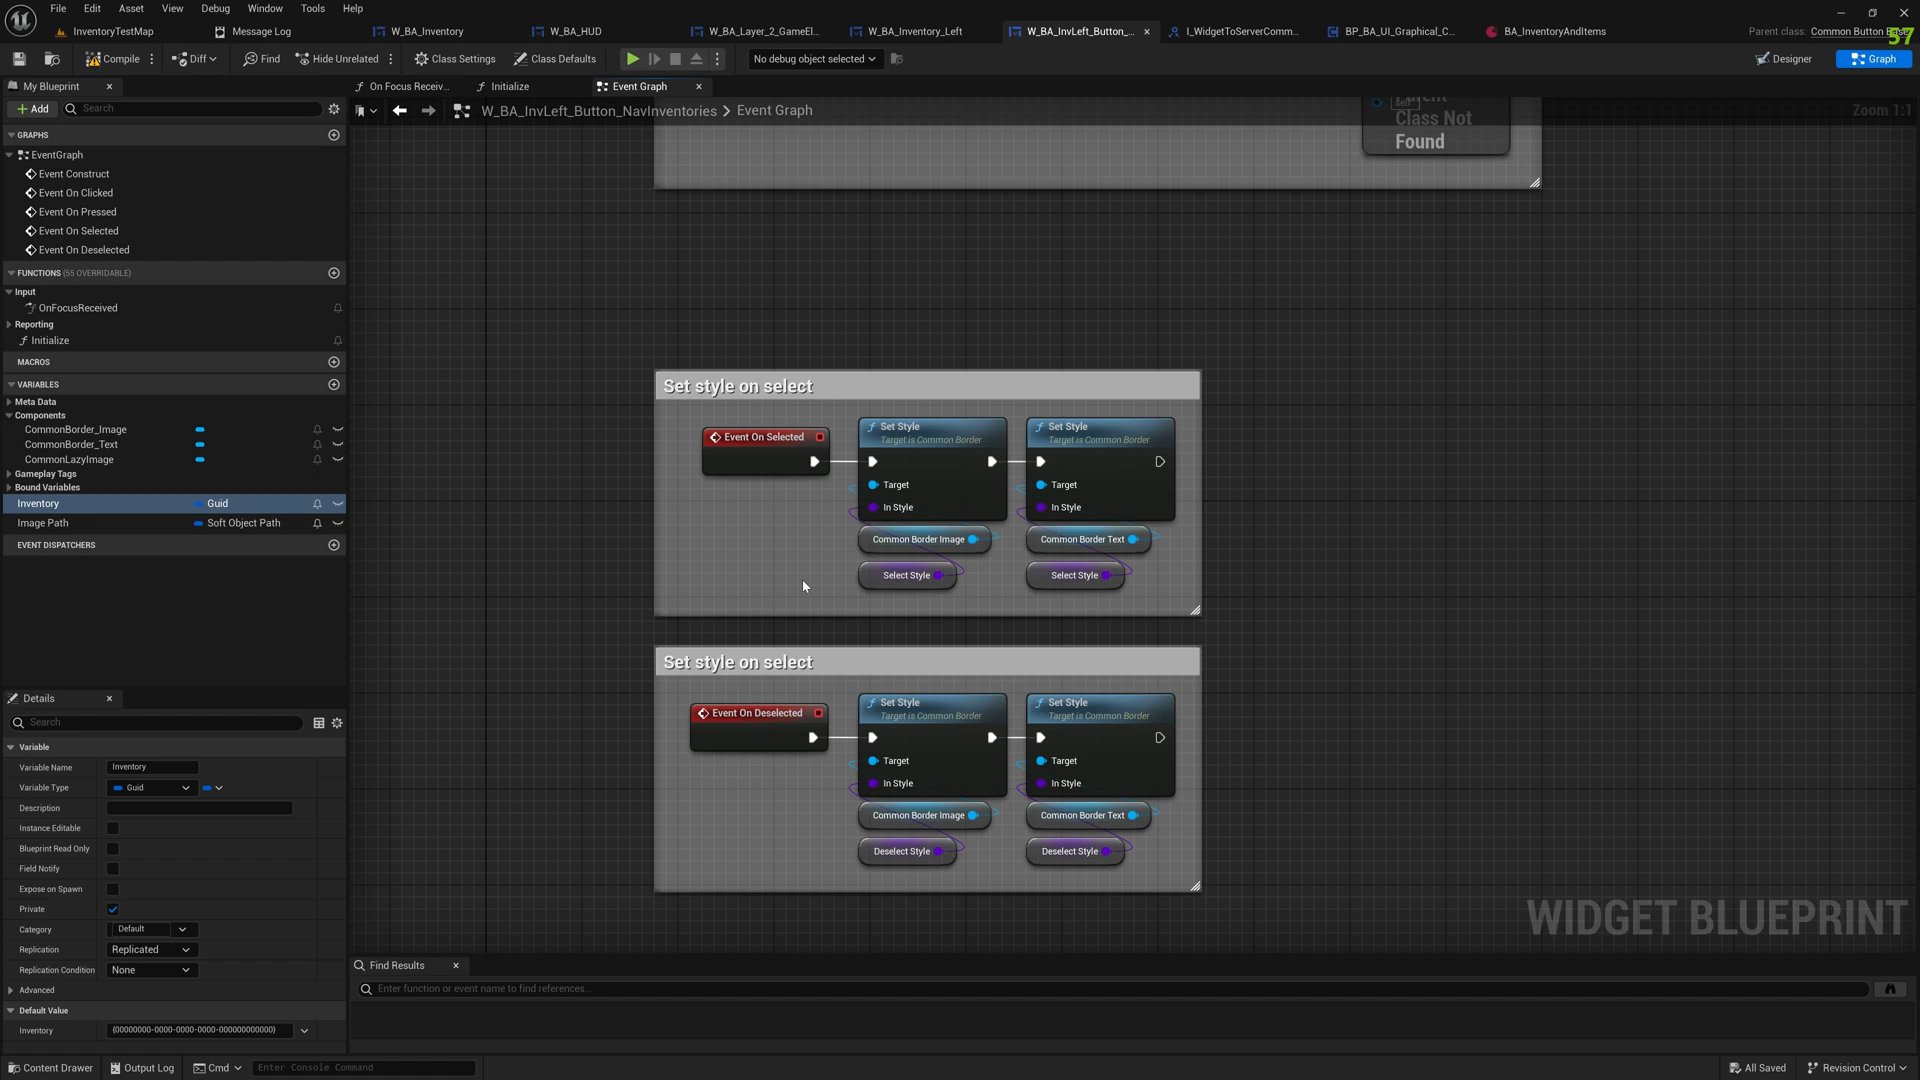 File Edit Asset View Debug Window Tools Help
InventoryTestMap Message Log W_BA_Inventory W_BA_HUD W_BA_Layer_2_GameEl... W_BA_Inventory_Left W_BA_InvLeft_Button_... I_WidgetToServerComm... BP_BA_UI_Graphical_C... BA_InventoryAndItems Parent class: Common Button
57
Compile Diff Find Hide Unrelated Class Settings Class Defaults No debug object selected Designer Graph
My Blueprint On Focus Receiv... Initialize Event Graph
Add Search W_BA_InvLeft_Button_NavInventories > Event Graph Zoom 1:1
self
Class Not
Found
GRAPHS
EventGraph
Event Construct
Event On Clicked
Event On Pressed
Event On Selected
Event On Deselected
FUNCTIONS (55 OVERRIDABLE)
Input
OnFocusReceived
Reporting
Initialize
MACROS
VARIABLES
Meta Data
Components
CommonBorder_Image
CommonBorder_Text
CommonLazyImage
Gameplay Tags
Bound Variables
Inventory Guid
Image Path Soft Object Path
EVENT DISPATCHERS
Set style on select
Event On Selected
Set Style
Target is Common Border
Target
In Style
Common Border Image
Select Style
Set Style
Target is Common Border
Target
In Style
Common Border Text
Select Style
Set style on select
Event On Deselected
Set Style
Target is Common Border
Target
In Style
Common Border Image
Deselect Style
Set Style
Target is Common Border
Target
In Style
Common Border Text
Deselect Style
WIDGET BLUEPRINT
Details
Search
Variable
Variable Name Inventory
Variable Type Guid
Description
Instance Editable
Blueprint Read Only
Field Notify
Expose on Spawn
Private
Category Default
Replication Replicated
Replication Condition None
Advanced
Default Value
Inventory {00000000-0000-0000-0000-000000000000}
Find Results
Enter function or event name to find references...
Content Drawer Output Log Cmd Enter Console Command All Saved Revision Control